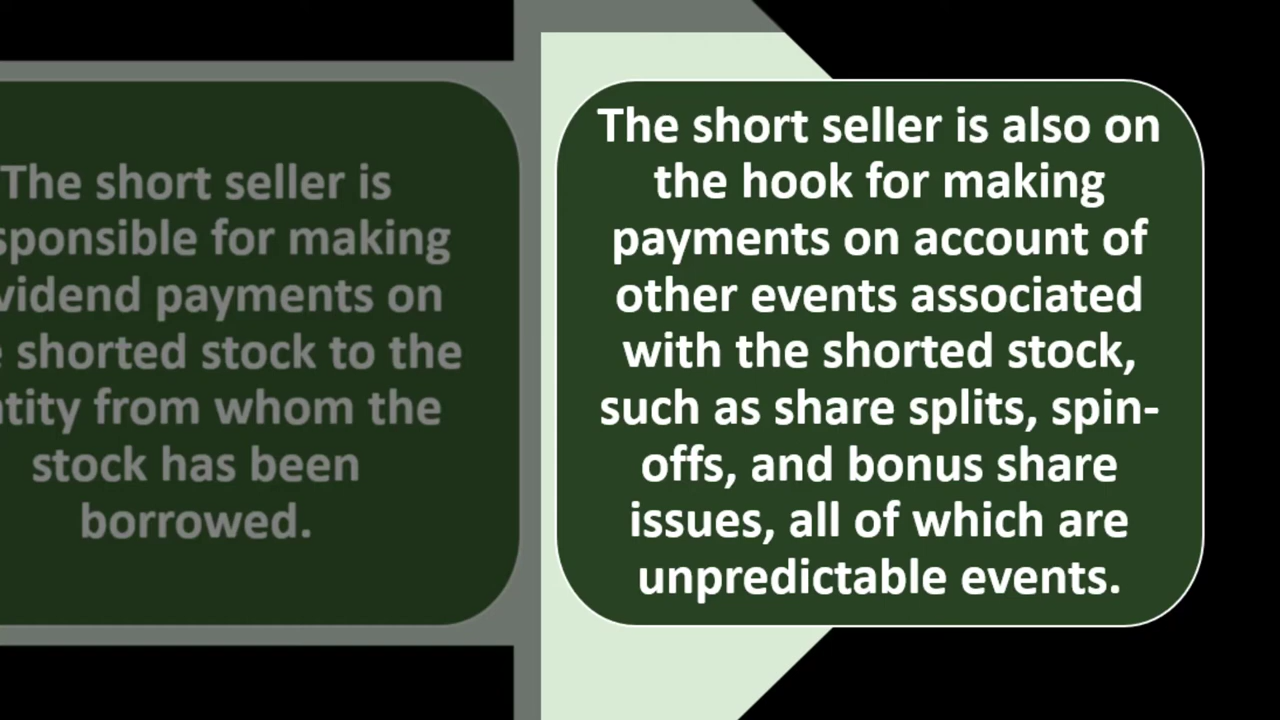 The short seller is
for making
payments on
shorted stock to the
from whom the
stock has been
borrowed.
The short seller is also on
the hook for making
payments on account of
other events associated
with the shorted stock,
such as share splits, spin-
offs, and bonus share
issues, all of which are
unpredictable events.